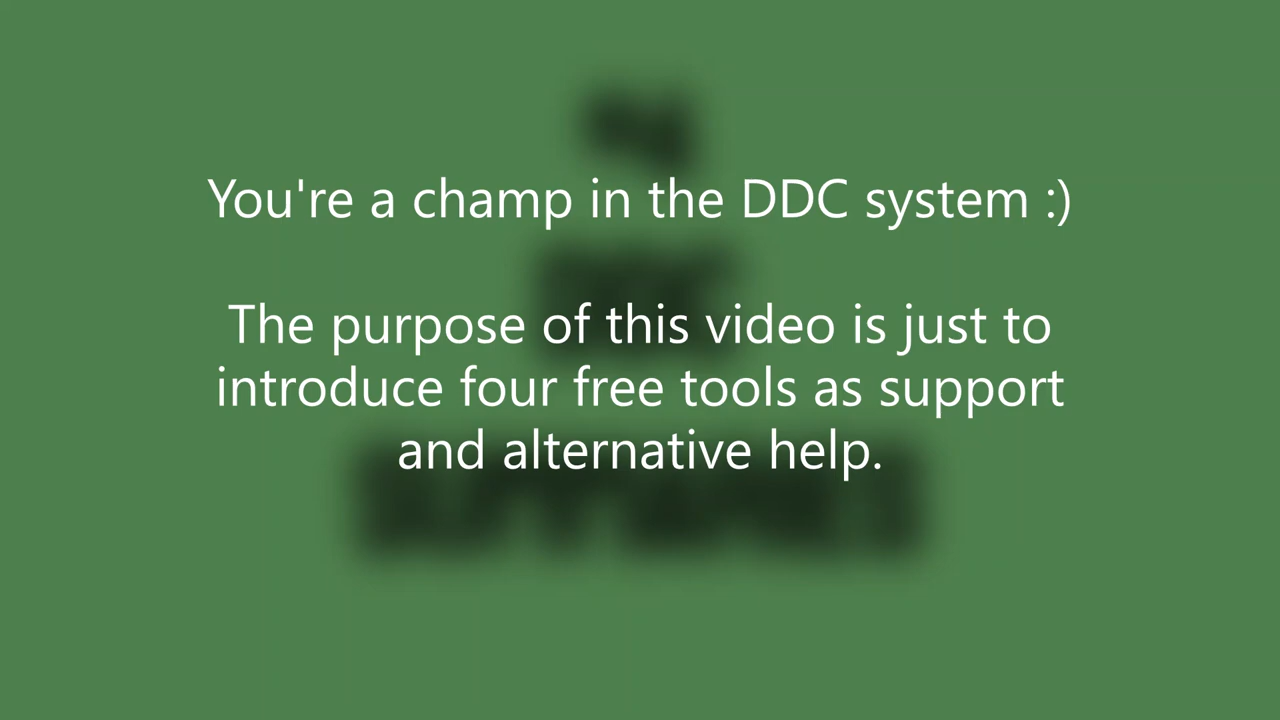 You're a champ in the DDC system :)
The purpose of this video is just to
introduce four free tools as support
and alternative help.